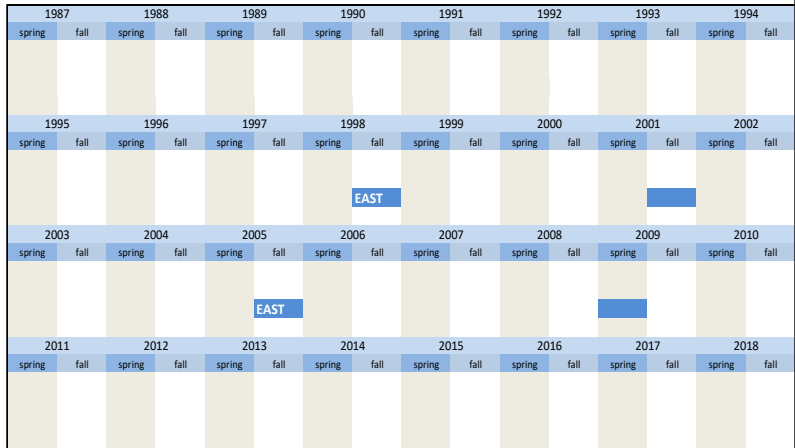 1987 1988 1989 1990 1991 1992 1993 1994
spring fall spring fall spring fall spring fall spring fall spring fall spring fall spring fall
1995 1996 1997 1998 1999 2000 2001 2002
spring fall spring fall spring fall spring fall spring fall spring fall spring fall spring fall
EAST
2003 2004 2005 2006 2007 2008 2009 2010
spring fall spring fall spring fall spring fall spring fall spring fall spring fall spring fall
EAST
2011 2012 2013 2014 2015 2016 2017 2018
spring fall spring fall spring fall spring fall spring fall spring fall spring fall spring fall